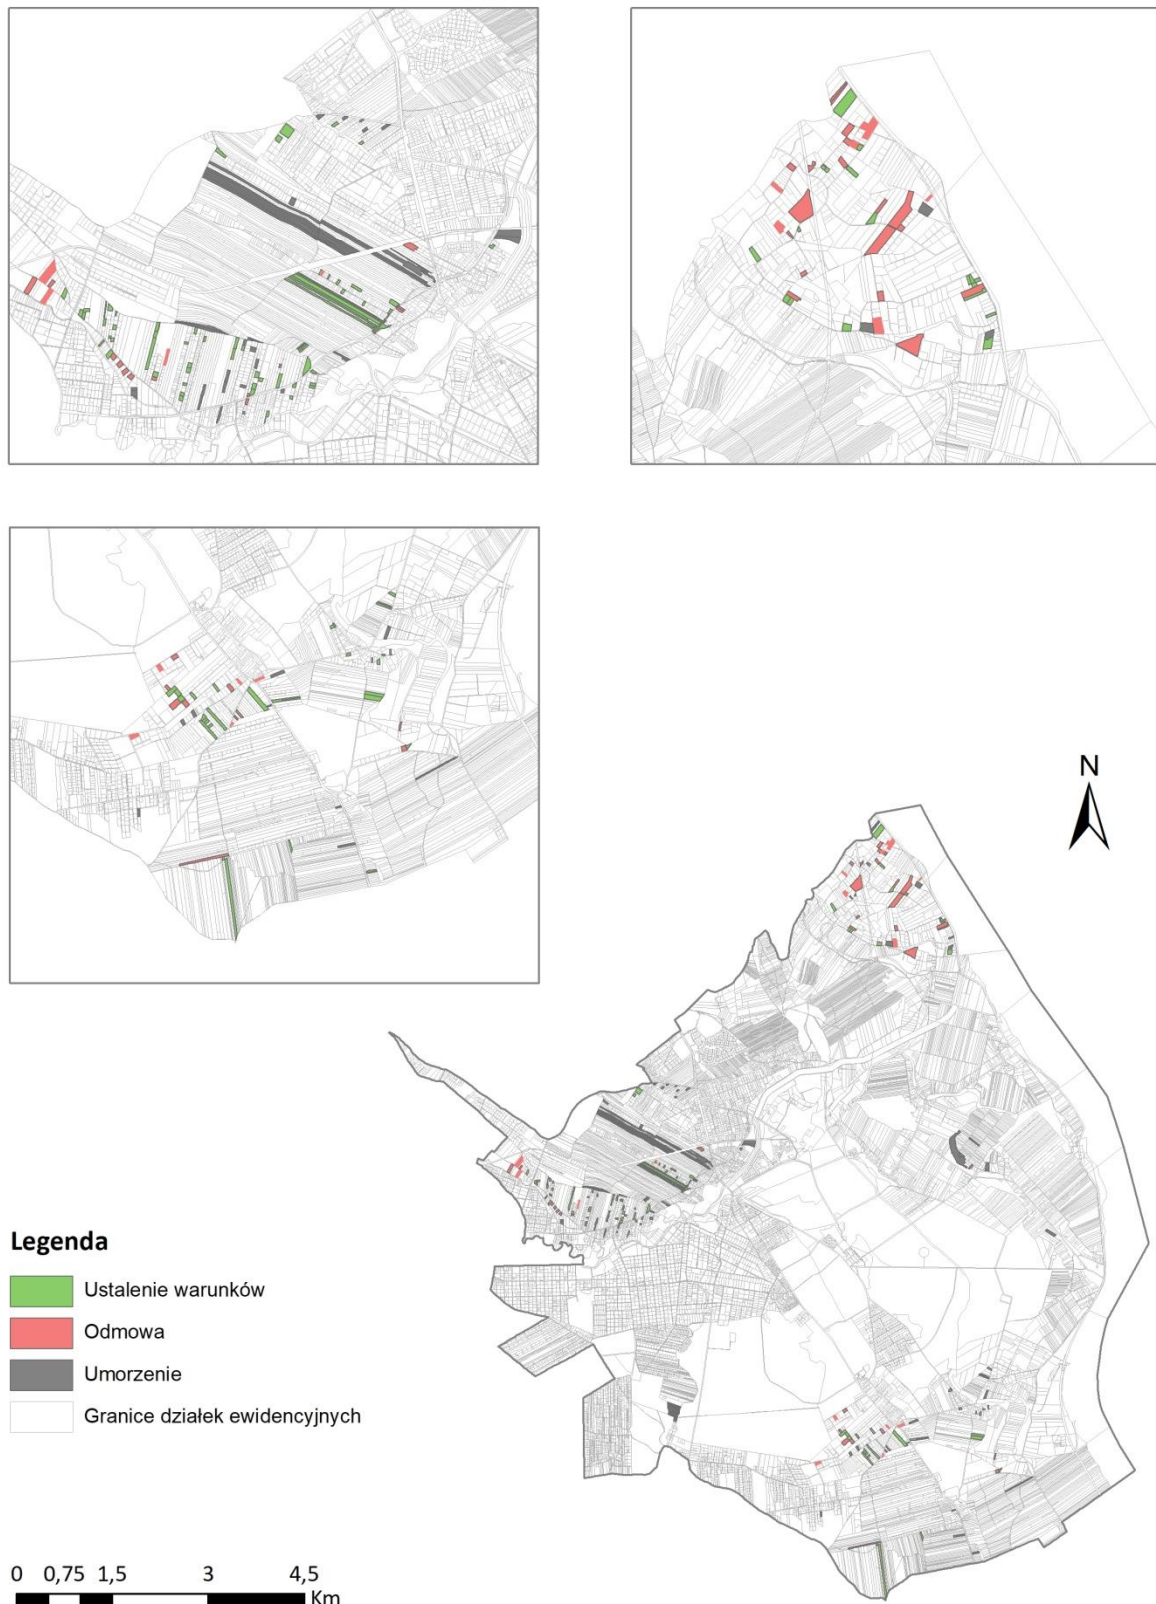 N
Legenda
Ustalenie warunków
Odmowa
Umorzenie
Granice działek ewidencyjnych
0 0,75 1,5 3 4,5
Km